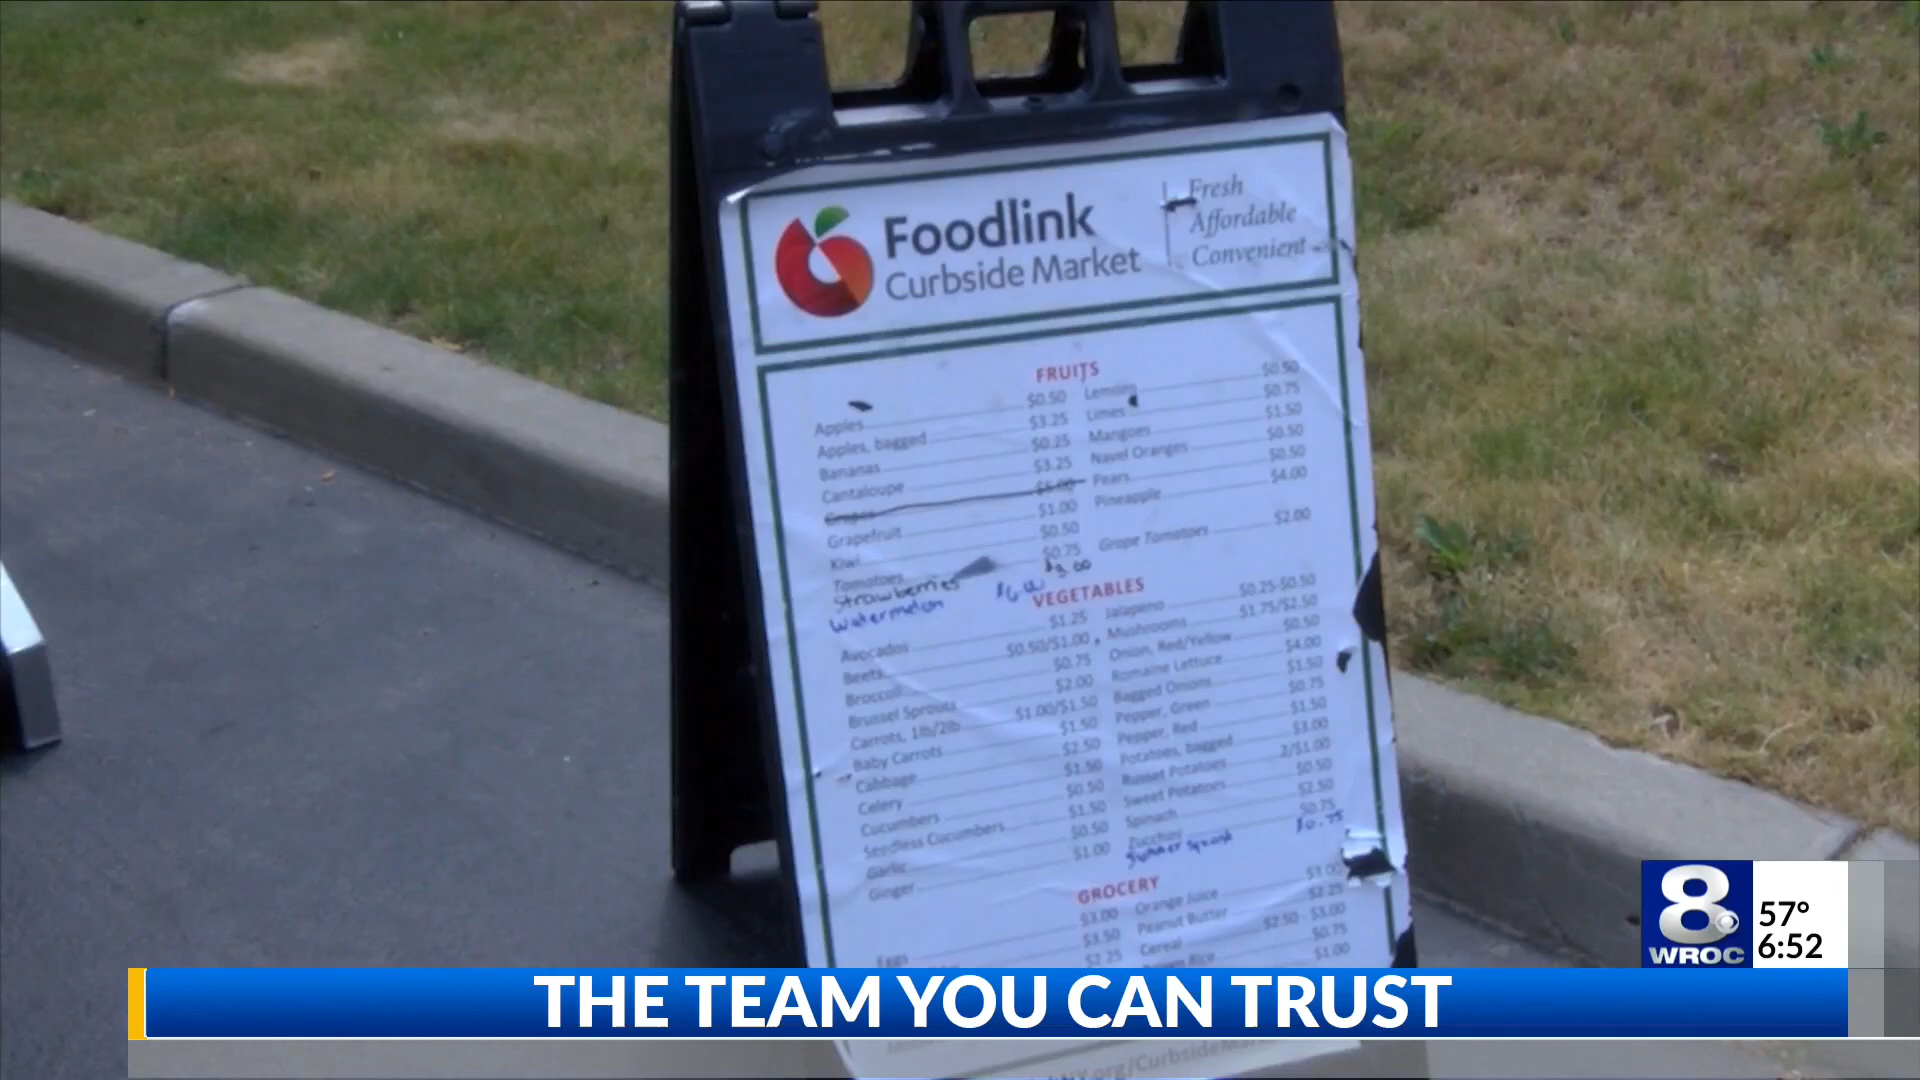 Foodlink
Curbside Market
Fresh
Affordable
Convenient
FRUITS
Apples $0.50
Apples, bagged $3.25
Bananas $0.25
Cantaloupe $3.25
Grapes $5.00
Grapefruit $1.00
Kiwi $0.50
Tomatoes $0.75
Strawberries $3.00
Watermelon
Lemons $0.50
Limes $0.75
Mangoes $1.50
Navel Oranges $0.50
Pears $0.50
Pineapple $4.00
Grape Tomatoes $2.00
VEGETABLES
Avocados $1.25
Beets $0.50/$1.00
Broccoli $0.75
Brussel Sprouts $2.00
Carrots, 1lb/2lb $1.00/$1.50
Baby Carrots $1.50
Cabbage $2.50
Celery $1.50
Cucumbers $0.50
Seedless Cucumbers $1.50
Garlic $0.50
Ginger $1.00
Jalapeno $0.25-$0.50
Mushrooms $1.75/$2.50
Onion, Red/Yellow $0.50
Romaine Lettuce $4.00
Bagged Onions $1.50
Pepper, Green $0.75
Pepper, Red $1.50
Potatoes, bagged $3.00
Russet Potatoes 2/$1.00
Sweet Potatoes $0.50
Spinach $2.50
Zucchini $0.75
Summer Squash $0.75
GROCERY
Eggs $3.00
$3.50
$2.25
Orange Juice $3.00
Peanut Butter $2.25
Cereal $2.50 - $3.00
Brown Rice $0.75
$1.00
8
WROC
57°
6:52
THE TEAM YOU CAN TRUST
.org/CurbsideMar